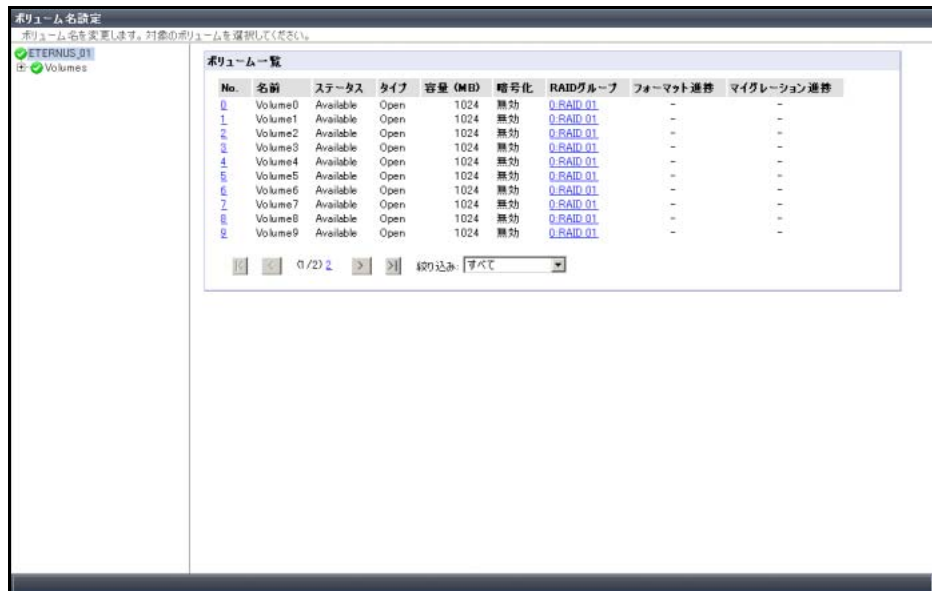 ボリューム名設定
ボリューム名を変更します。対象のボリュームを選択してください。
ETERNUS_01
Volumes
ボリューム一覧
No. 名前 ステータス タイプ 容量 (MB) 暗号化 RAIDグループ フォーマット進捗 マイグレーション進捗
0 Volume0 Available Open 1024 無効 0:RAID 01 - -
1 Volume1 Available Open 1024 無効 0:RAID 01 - -
2 Volume2 Available Open 1024 無効 0:RAID 01 - -
3 Volume3 Available Open 1024 無効 0:RAID 01 - -
4 Volume4 Available Open 1024 無効 0:RAID 01 - -
5 Volume5 Available Open 1024 無効 0:RAID 01 - -
6 Volume6 Available Open 1024 無効 0:RAID 01 - -
7 Volume7 Available Open 1024 無効 0:RAID 01 - -
8 Volume8 Available Open 1024 無効 0:RAID 01 - -
9 Volume9 Available Open 1024 無効 0:RAID 01 - -
(1/2) 2 絞り込み: すべて